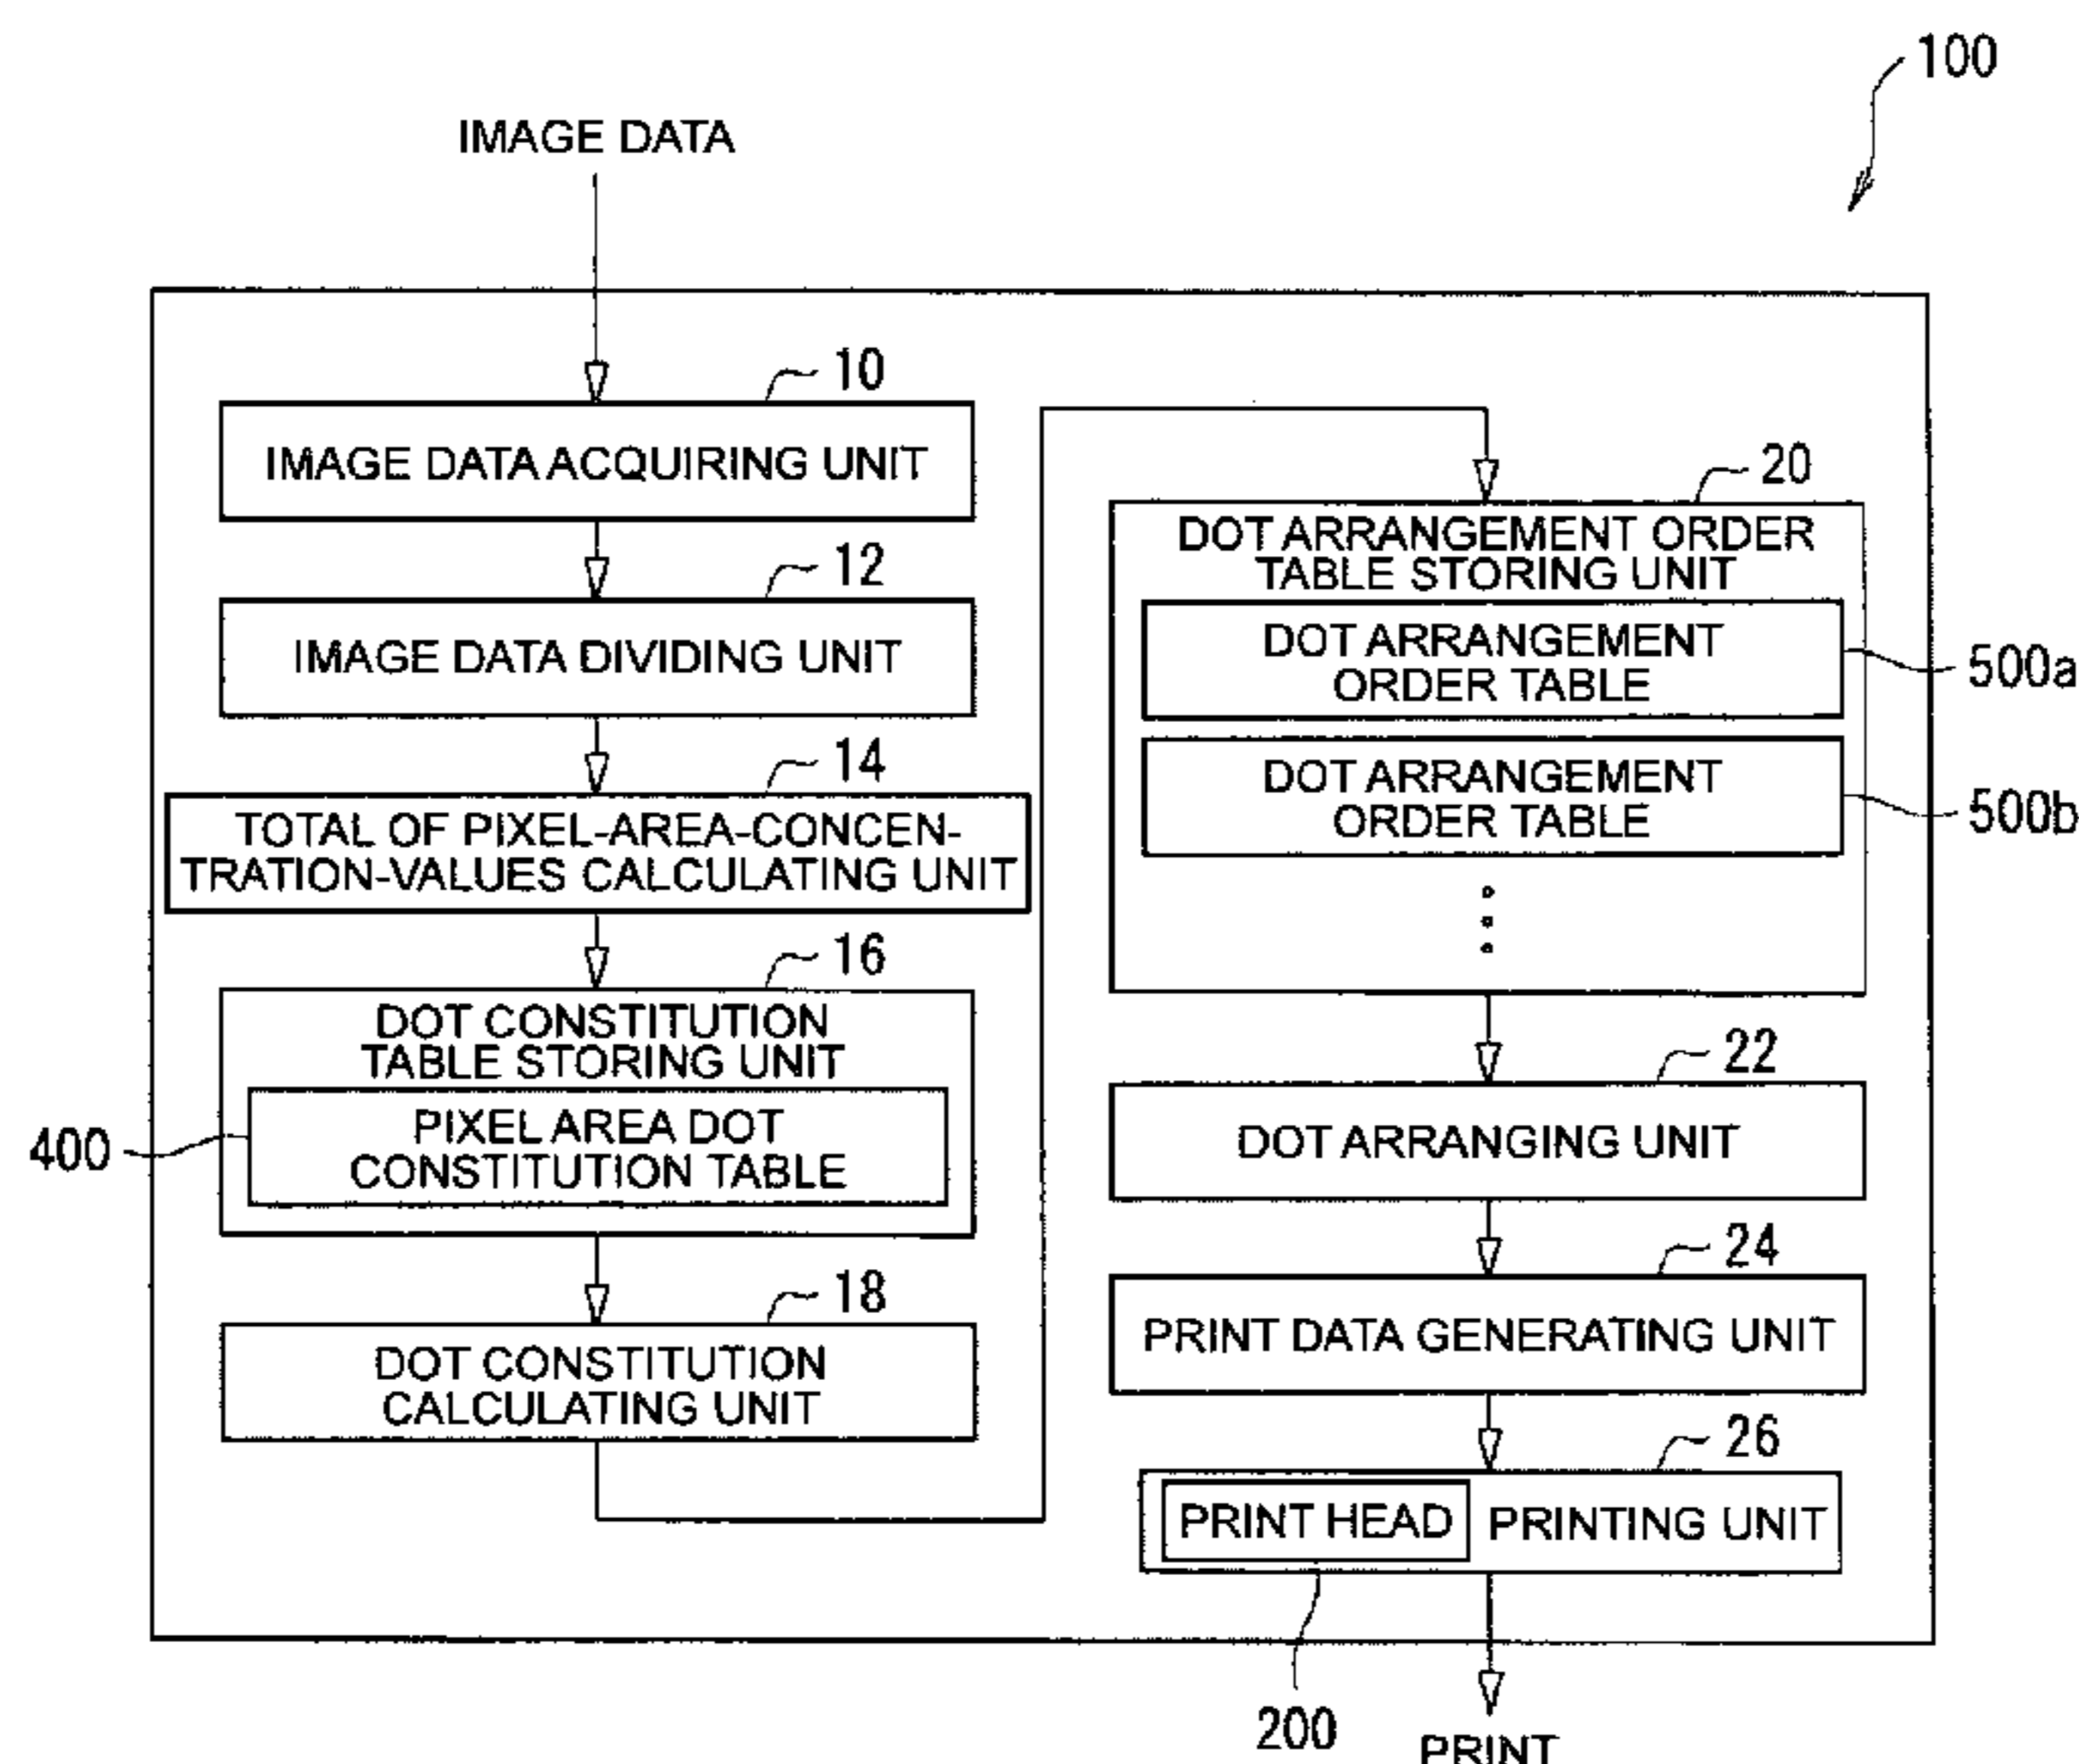 100
IMAGE DATA
10
IMAGE DATA ACQUIRING UNIT
12
IMAGE DATA DIVIDING UNIT
14
TOTAL OF PIXEL-AREA-CONCEN-
TRATION-VALUES CALCULATING UNIT
16
DOT CONSTITUTION
TABLE STORING UNIT
400
PIXEL AREA DOT
CONSTITUTION TABLE
18
DOT CONSTITUTION
CALCULATING UNIT
20
DOT ARRANGEMENT ORDER
TABLE STORING UNIT
DOT ARRANGEMENT
ORDER TABLE
500a
DOT ARRANGEMENT
ORDER TABLE
500b
22
DOT ARRANGING UNIT
24
PRINT DATA GENERATING UNIT
26
PRINT HEAD
PRINTING UNIT
200
PRINT